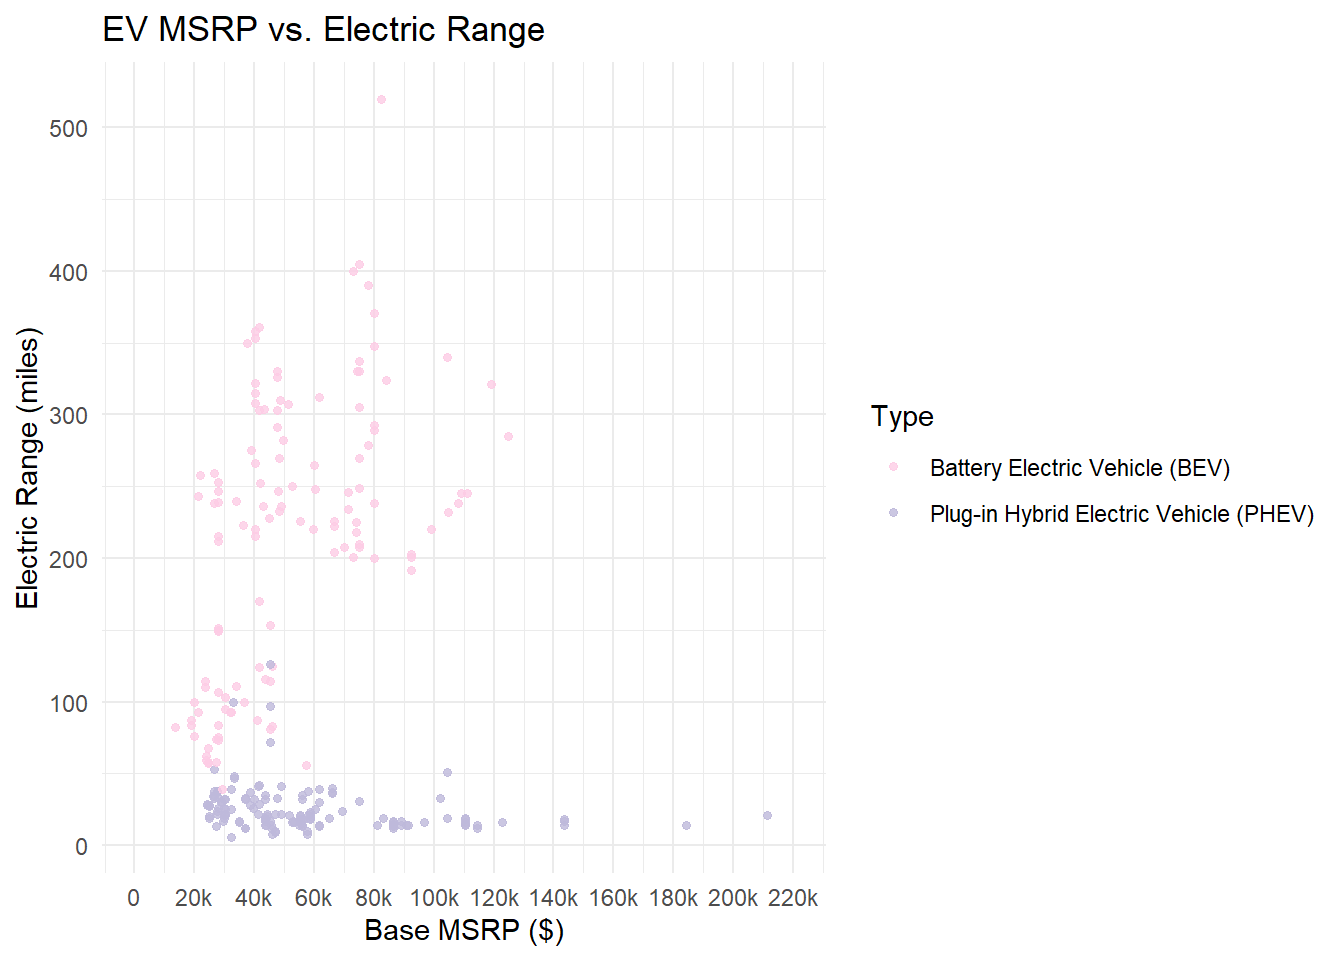 EV MSRP vs. Electric Range
Electric Range (miles)
500
400
300
200
100
0
0 20k 40k 60k 80k 100k 120k 140k 160k 180k 200k 220k
Base MSRP ($)
Type
Battery Electric Vehicle (BEV)
Plug-in Hybrid Electric Vehicle (PHEV)